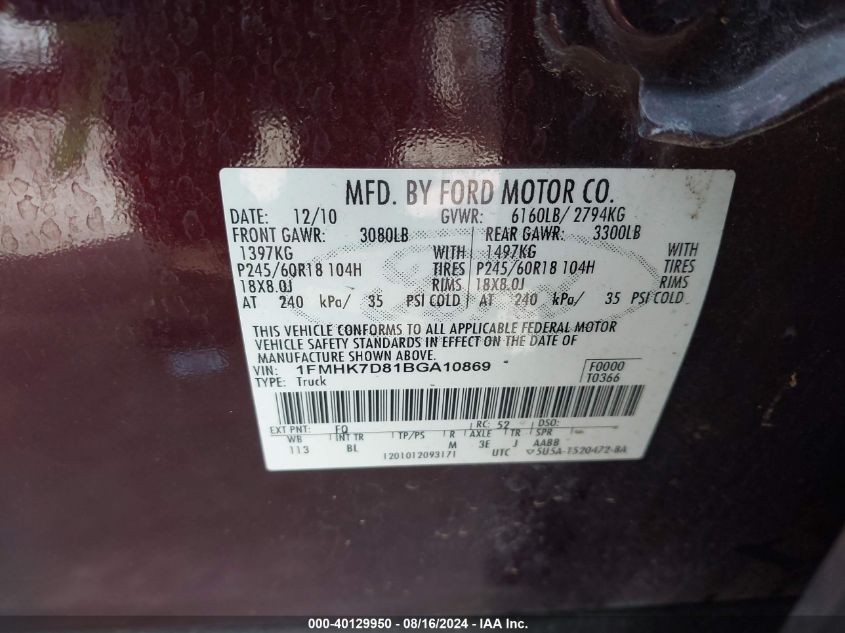 MFD. BY FORD MOTOR CO.
DATE: 12/10 GVWR: 6160LB/ 2794KG
FRONT GAWR: 3080LB REAR GAWR: 3300LB
1397KG WITH 1497KG WITH
P245/60R18 104H TIRES P245/60R18 104H TIRES
18X8.0J RIMS 18X8.0J RIMS
AT 240 kPa/ 35 PSI COLD AT 240 kPa/ 35 PSI COLD
THIS VEHICLE CONFORMS TO ALL APPLICABLE FEDERAL MOTOR
VEHICLE SAFETY STANDARDS IN EFFECT ON THE DATE OF
MANUFACTURE SHOWN ABOVE.
VIN: 1FMHK7D81BGA10869 F0000
TYPE: Truck T0366
EXT PNT: FQ RC: 52 DSO:
WB INT TR TP/PS R AXLE TR SPR
113 BL M 3E J AABB
1201012093171 UTC 5U5A-1520472-BA
000-40129950 - 08/16/2024 - IAA Inc.